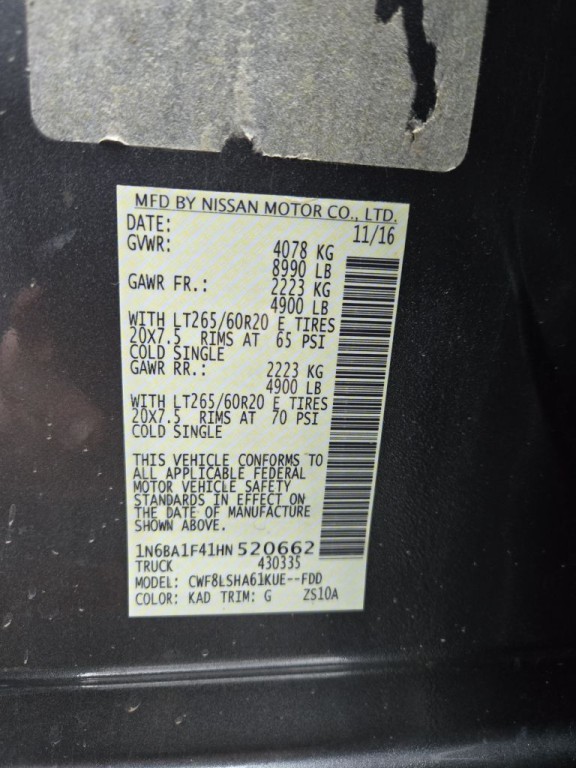 MFD BY NISSAN MOTOR CO., LTD.
DATE: 11/16
GVWR: 4078 KG
8990 LB
GAWR FR.: 2223 KG
4900 LB
WITH LT265/60R20 E TIRES
20X7.5 RIMS AT 65 PSI
COLD SINGLE
GAWR RR.: 2223 KG
4900 LB
WITH LT265/60R20 E TIRES
20X7.5 RIMS AT 70 PSI
COLD SINGLE
THIS VEHICLE CONFORMS TO
ALL APPLICABLE FEDERAL
MOTOR VEHICLE SAFETY
STANDARDS IN EFFECT ON
THE DATE OF MANUFACTURE
SHOWN ABOVE.
1N6BA1F41HN 520662
TRUCK 430335
MODEL: CWF8LSHA61KUE--FDD
COLOR: KAD TRIM: G ZS10A